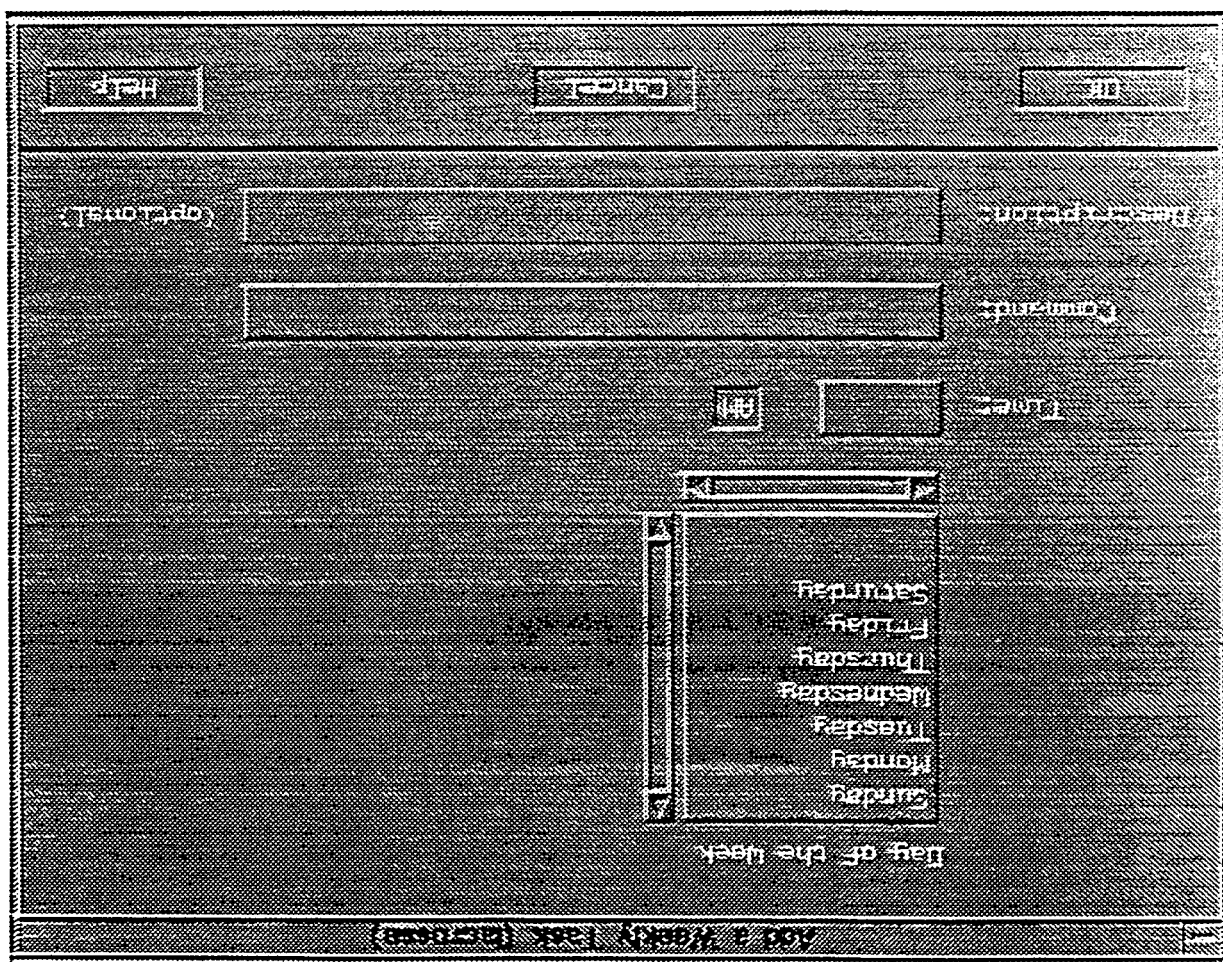 Add a Weekly Task
Day of the Week
Sunday
Monday
Tuesday
Wednesday
Thursday
Friday
Saturday
Time: AM
Command:
Description: (optional)
OK Cancel Help